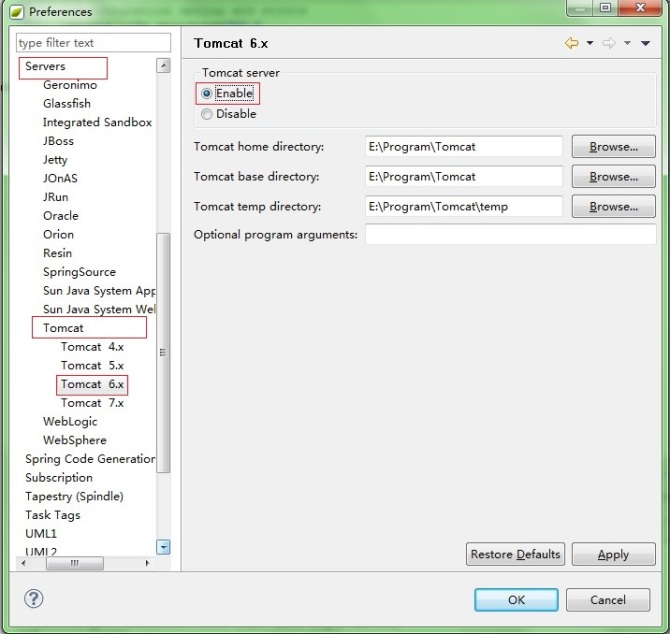 Preferences
type filter text
Servers
Geronimo
Glassfish
Integrated Sandbox
JBoss
Jetty
JOnAS
JRun
Oracle
Orion
Resin
SpringSource
Sun Java System App
Sun Java System Wel
Tomcat
Tomcat 4.x
Tomcat 5.x
Tomcat 6.x
Tomcat 7.x
WebLogic
WebSphere
Spring Code Generation
Subscription
Tapestry (Spindle)
Task Tags
UML1
UML2
Tomcat 6.x
Tomcat server
Enable
Disable
Tomcat home directory: E:\Program\Tomcat Browse...
Tomcat base directory: E:\Program\Tomcat Browse...
Tomcat temp directory: E:\Program\Tomcat\temp Browse...
Optional program arguments:
Restore Defaults Apply
OK Cancel